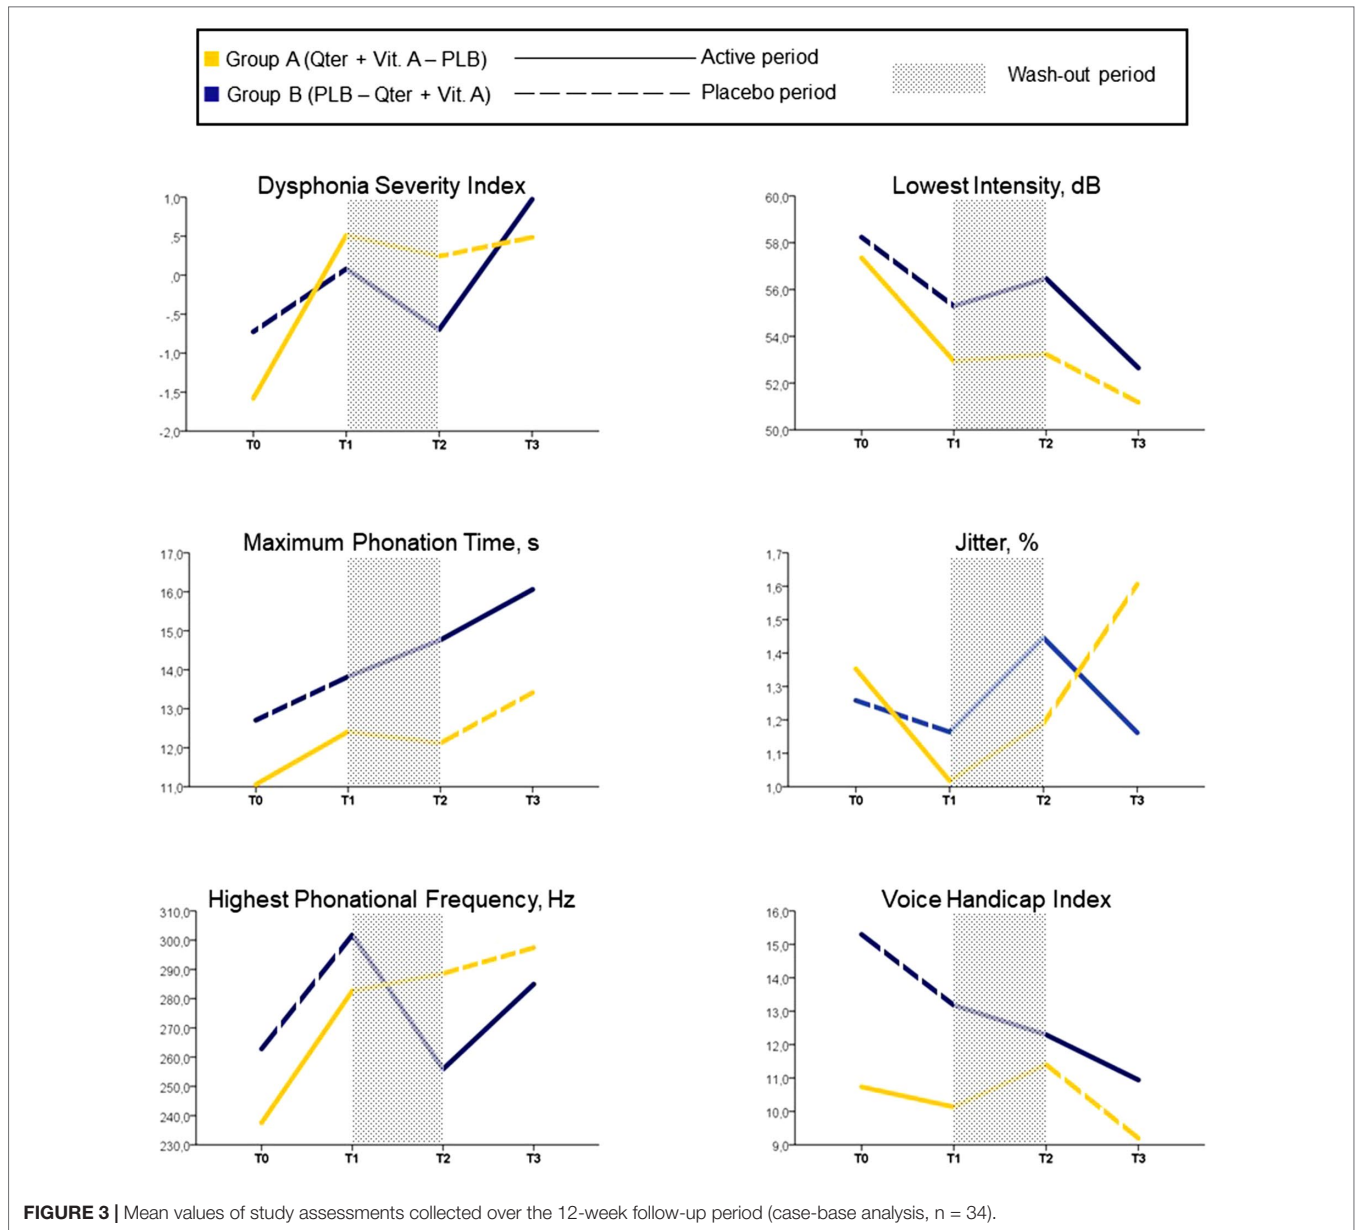 Group A (Qter + Vit. A – PLB)
Active period
Wash-out period
Group B (PLB – Qter + Vit. A)
Placebo period
Dysphonia Severity Index
1,0
,5
,0
-,5
-1,0
-1,5
-2,0
T0 T1 T2 T3
Lowest Intensity, dB
60,0
58,0
56,0
54,0
52,0
50,0
T0 T1 T2 T3
Maximum Phonation Time, s
17,0
16,0
15,0
14,0
13,0
12,0
11,0
T0 T1 T2 T3
Jitter, %
1,7
1,6
1,5
1,4
1,3
1,2
1,1
1,0
T0 T1 T2 T3
Highest Phonational Frequency, Hz
310,0
300,0
290,0
280,0
270,0
260,0
250,0
240,0
230,0
T0 T1 T2 T3
Voice Handicap Index
16,0
15,0
14,0
13,0
12,0
11,0
10,0
9,0
T0 T1 T2 T3
FIGURE 3 | Mean values of study assessments collected over the 12-week follow-up period (case-base analysis, n = 34).